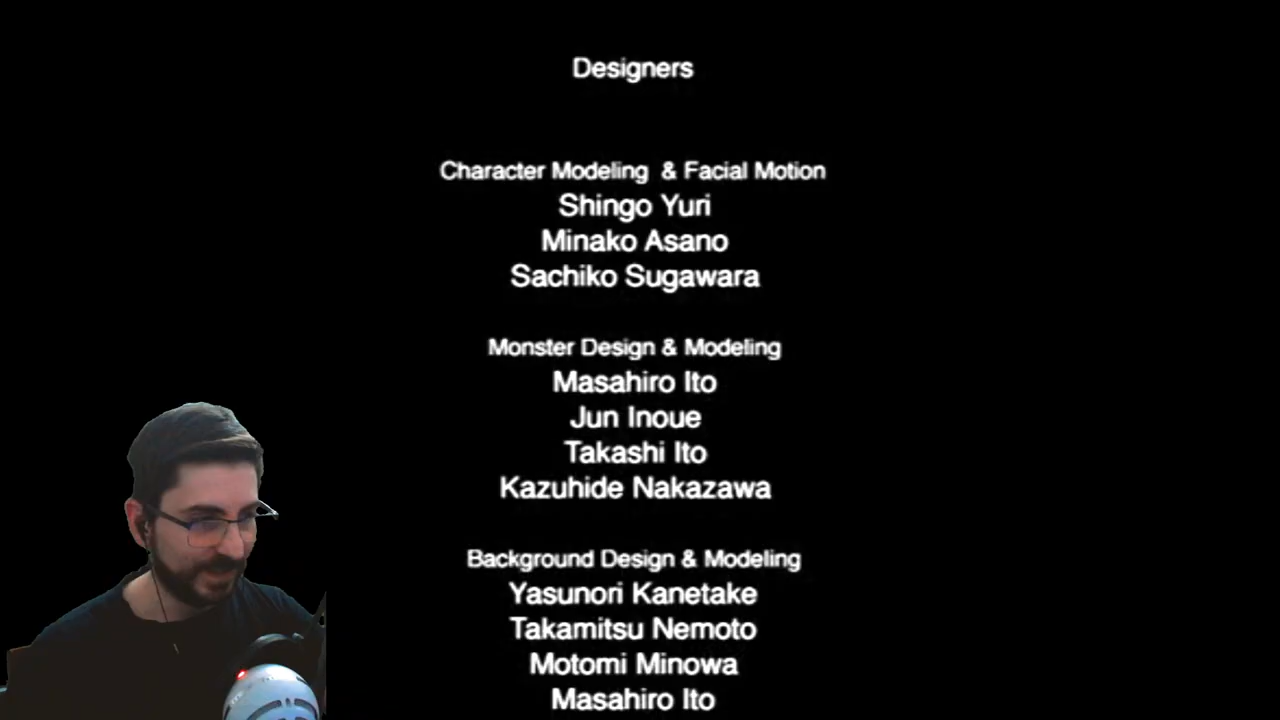 Designers
Character Modeling & Facial Motion
Shingo Yuri
Minako Asano
Sachiko Sugawara
Monster Design & Modeling
Masahiro Ito
Jun Inoue
Takashi Ito
Kazuhide Nakazawa
Background Design & Modeling
Yasunori Kanetake
Takamitsu Nemoto
Motomi Minowa
Masahiro Ito